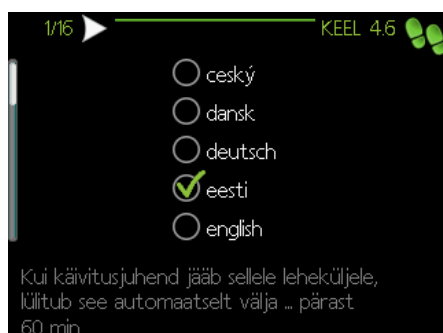 1/16 KEEL 4.6
ceský
dansk
deutsch
eesti
english
Kui käivitusjuhend jääb sellele leheküljele,
lülitub see automaatselt välja ... pärast
60 min